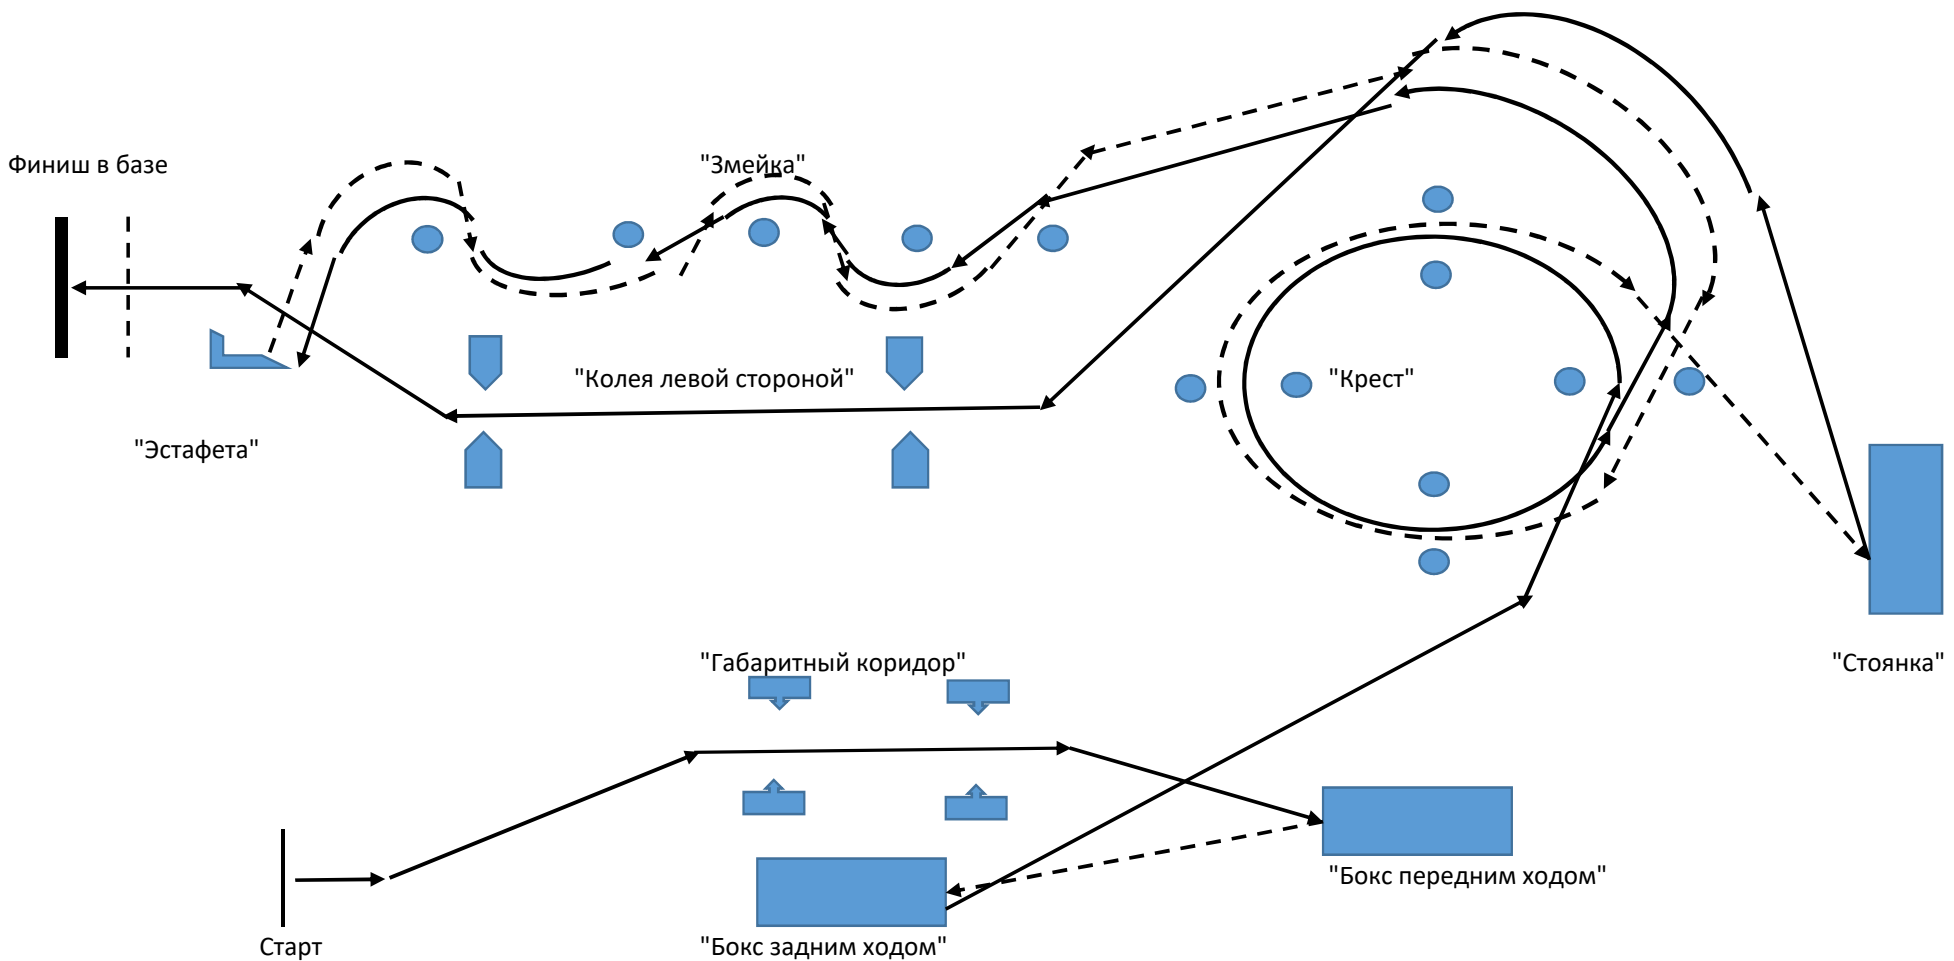 Финиш в базе
"Змейка"
"Колея левой стороной"
"Крест"
"Эстафета"
"Габаритный коридор"
"Стоянка"
"Бокс передним ходом"
Старт
"Бокс задним ходом"